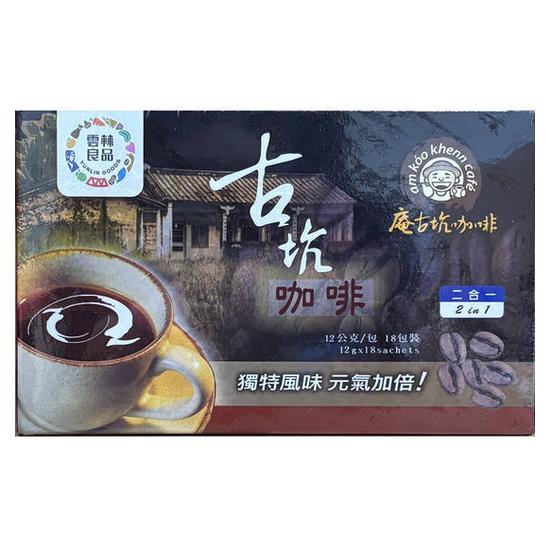 雲林
良品
YUNLIN GOODS
am kóo khenn café
庵古坑咖啡
古坑
咖啡
二合一
2 in 1
12公克/包 18包裝
12gx18sachets
獨特風味 元氣加倍!